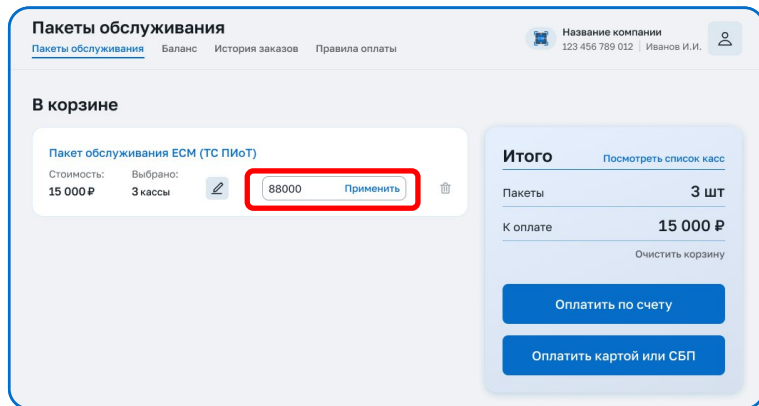 Пакеты обслуживания
Пакеты обслуживания Баланс История заказов Правила оплаты
Название компании
123 456 789 012 | Иванов И.И.
В корзине
Пакет обслуживания ЕСМ (ТС ПИоТ)
Стоимость: Выбрано:
15 000 ₽ 3 кассы
88000 Применить
Итого Посмотреть список касс
Пакеты 3 шт
К оплате 15 000 ₽
Очистить корзину
Оплатить по счету
Оплатить картой или СБП